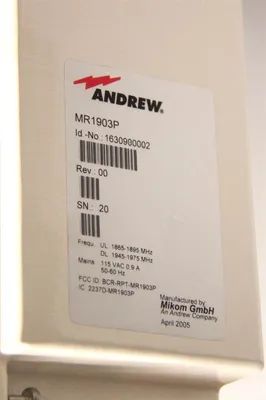 ANDREW®
MR1903P
Id -No.: 1630980002
Rev : 00
SN.: 20
Frequ. UL 1865-1895 MHz
DL 1945-1975 MHz
Mains 115 VAC 0.9 A
50-60 Hz
FCC ID: BCR-RPT-MR1903P
IC: 2237D-MR1903P
Manufactured by:
Mikom GmbH
An Andrew Company
April 2005